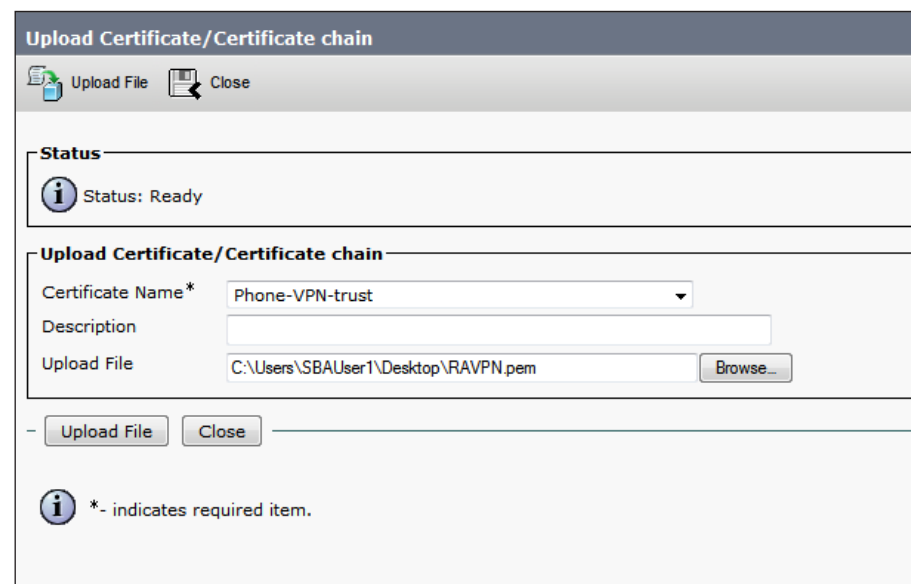 Upload Certificate/Certificate chain
Upload File Close
Status
Status: Ready
Upload Certificate/Certificate chain
Certificate Name* Phone-VPN-trust
Description
Upload File C:\Users\SBAUser1\Desktop\RAVPN.pem Browse...
Upload File Close
*- indicates required item.